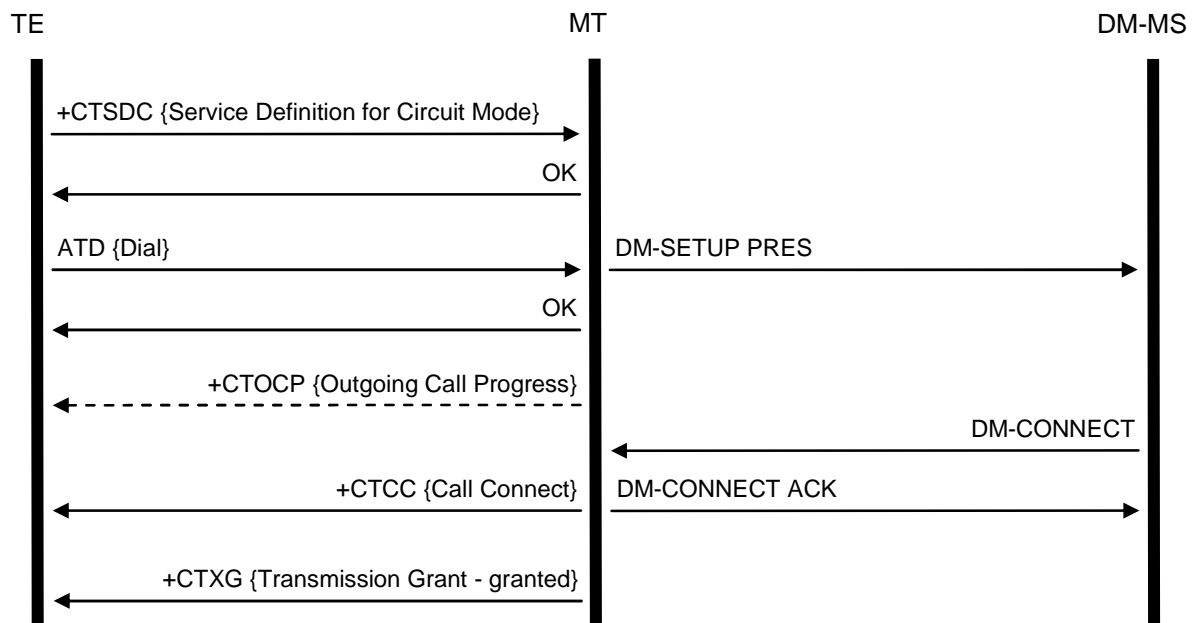 TE
MT
DM-MS
+CTSDC {Service Definition for Circuit Mode}
OK
ATD {Dial}
DM-SETUP PRES
OK
+CTOCP {Outgoing Call Progress}
DM-CONNECT
+CTCC {Call Connect}
DM-CONNECT ACK
+CTXG {Transmission Grant - granted}